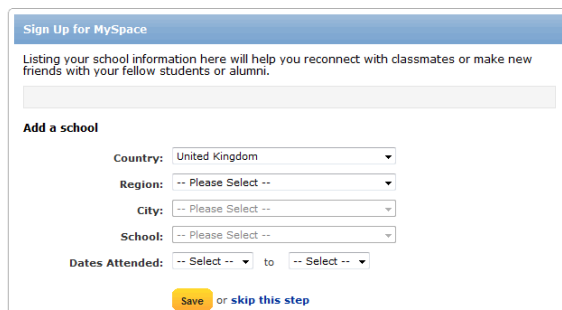 Sign Up for MySpace
Listing your school information here will help you reconnect with classmates or make new
friends with your fellow students or alumni.
Add a school
Country: United Kingdom
Region: -- Please Select --
City: -- Please Select --
School: -- Please Select --
Dates Attended: -- Select -- to -- Select --
Save or skip this step